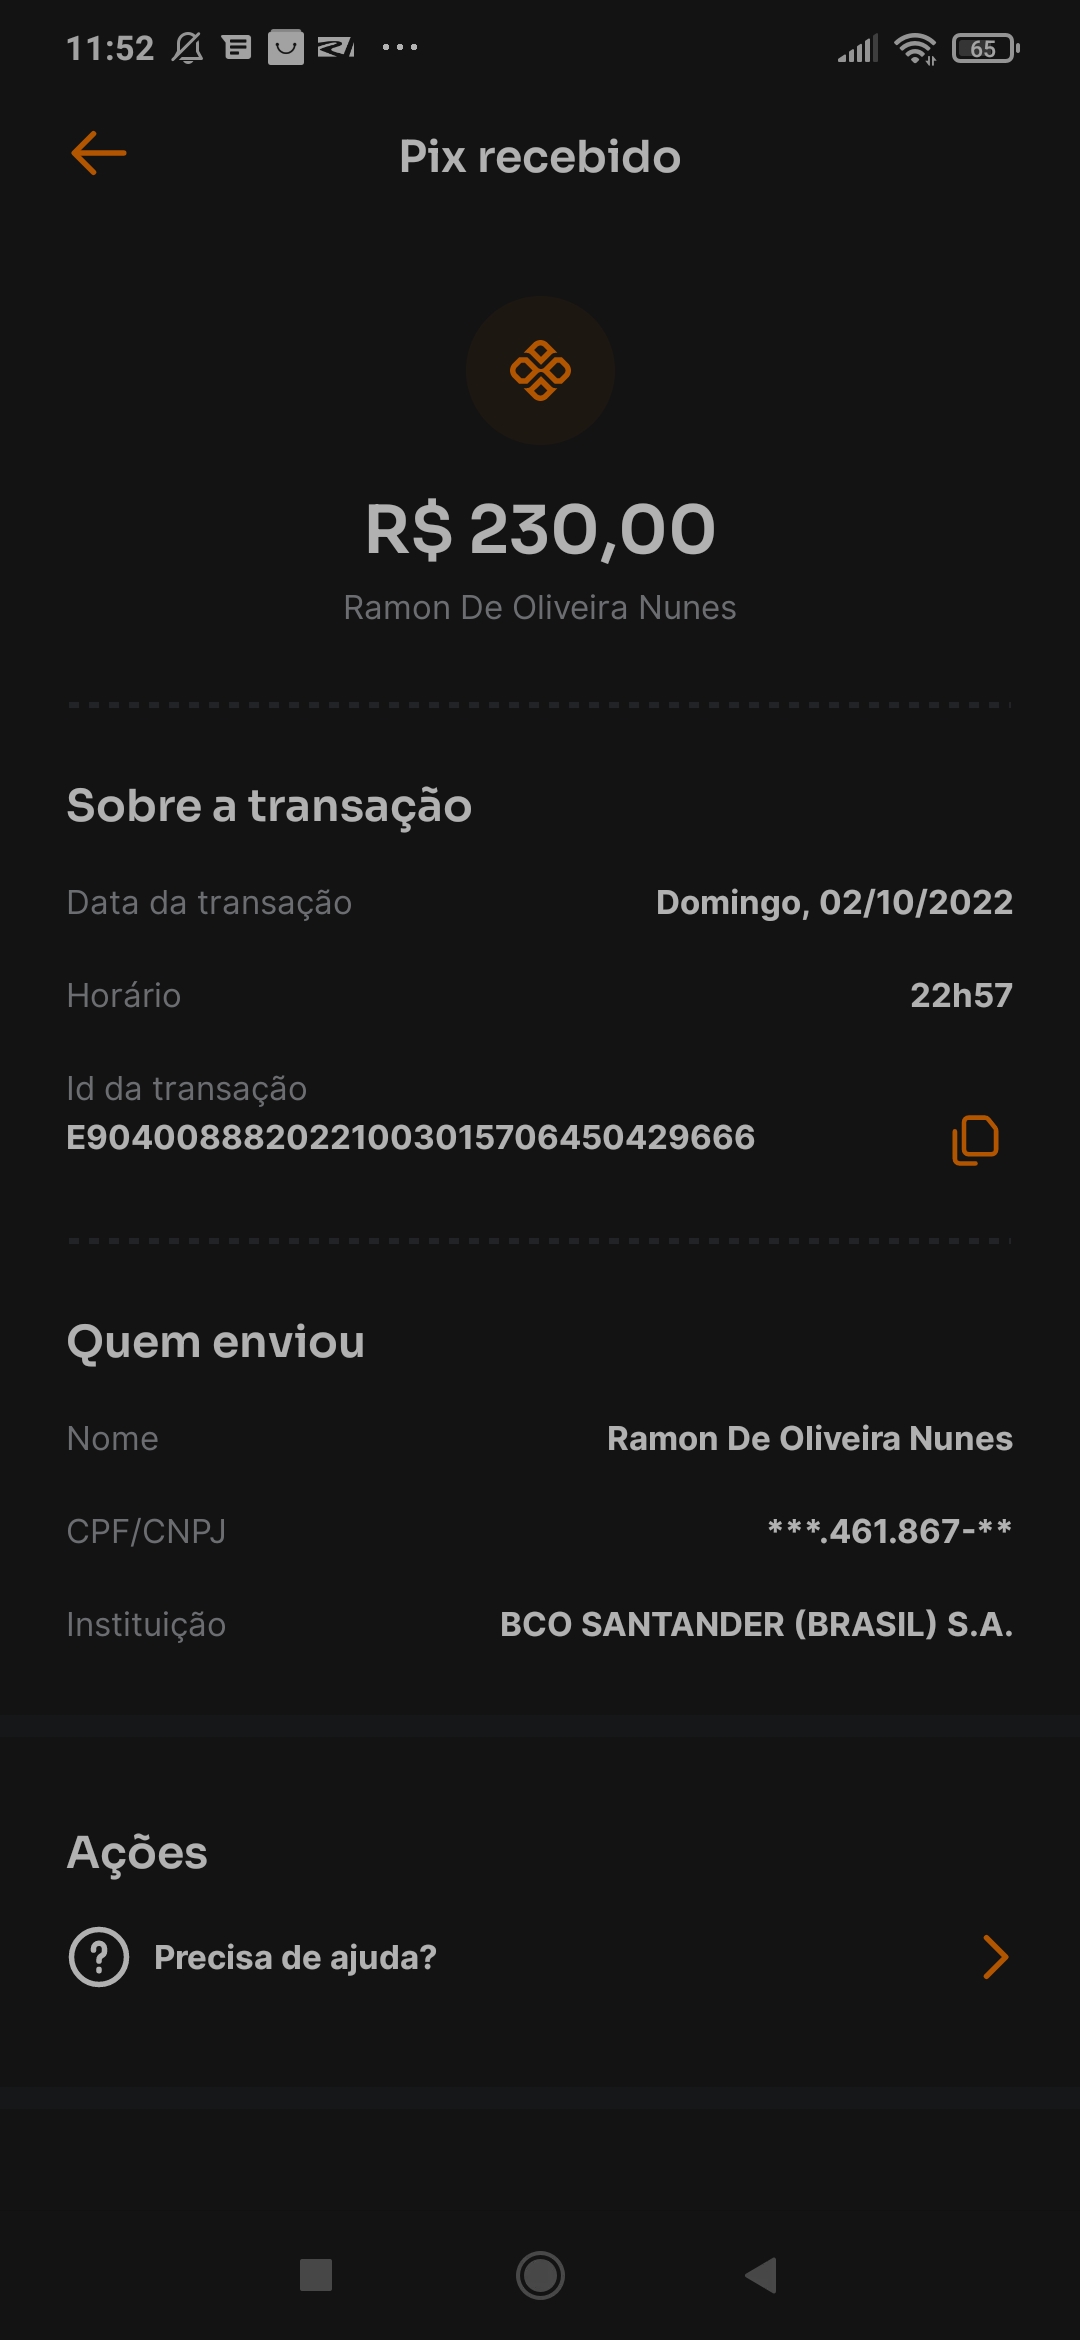 11:52
65
Pix recebido
R$ 230,00
Ramon De Oliveira Nunes
Sobre a transação
Data da transação Domingo, 02/10/2022
Horário 22h57
Id da transação
E90400888202210030157064504296​66
Quem enviou
Nome Ramon De Oliveira Nunes
CPF/CNPJ ***.461.867-**
Instituição BCO SANTANDER (BRASIL) S.A.
Ações
Precisa de ajuda?